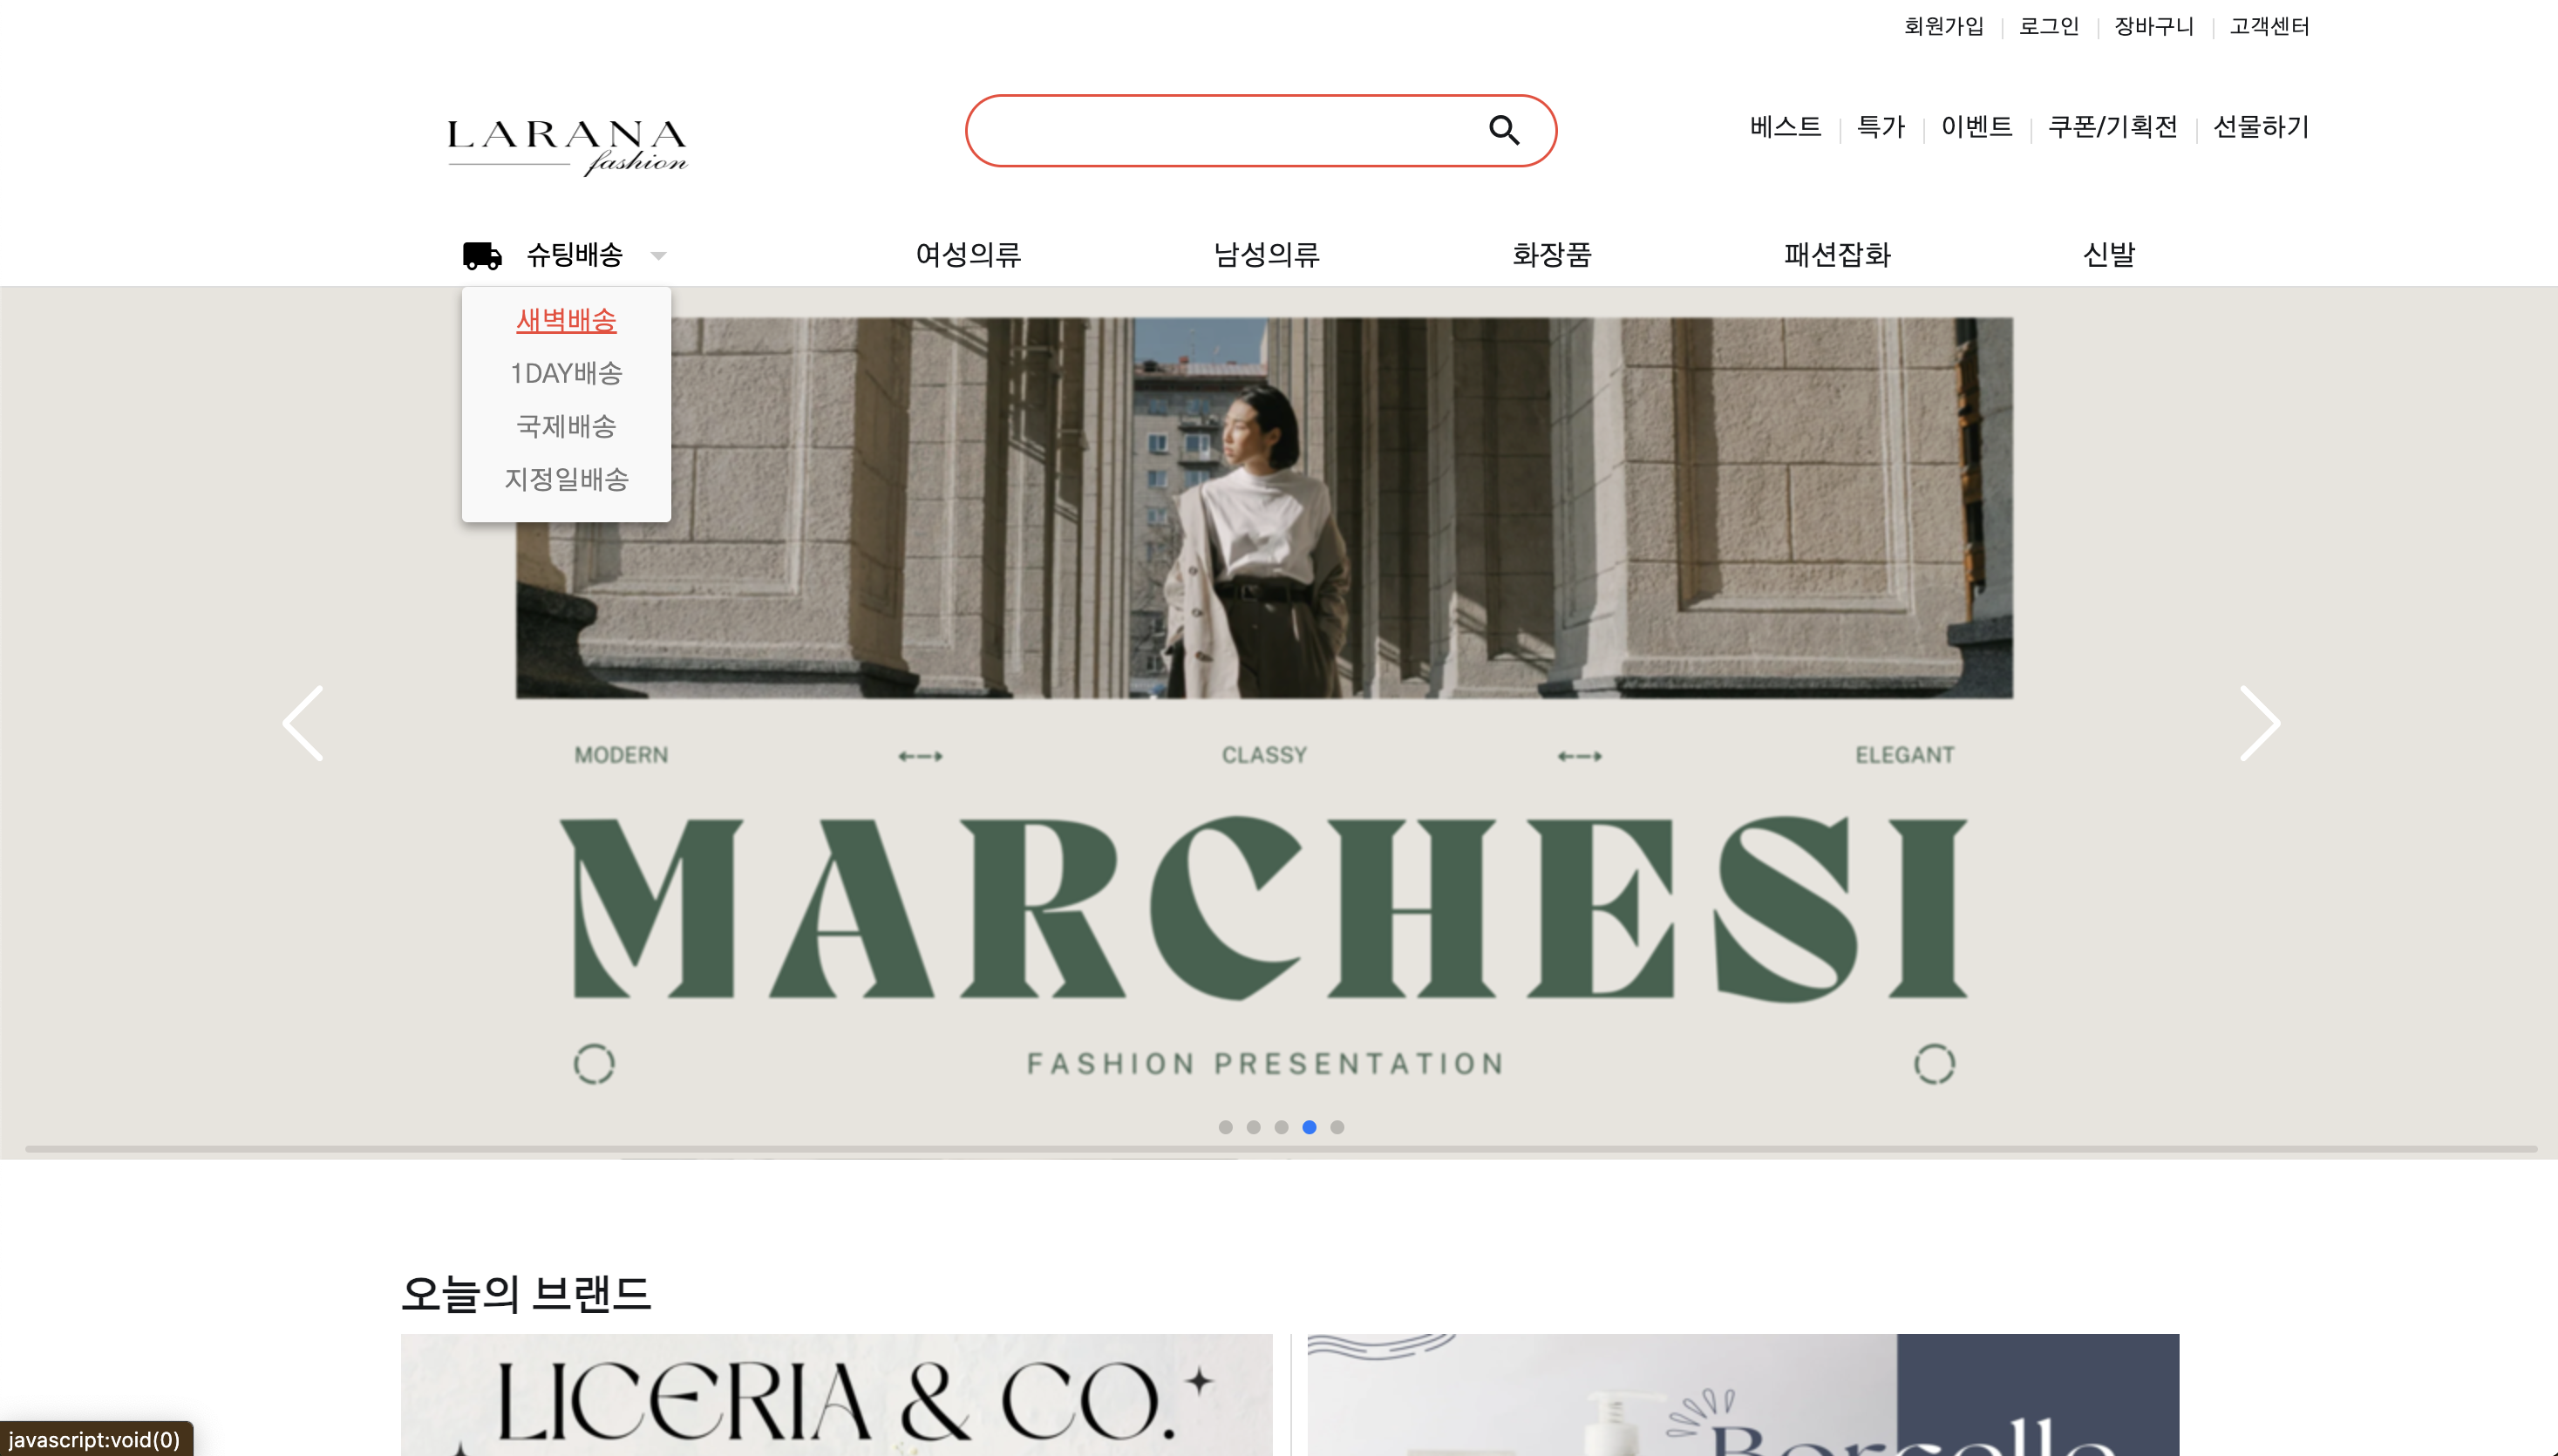 회원가입 로그인 장바구니 고객센터
LARANA
fashion
베스트 특가 이벤트 쿠폰/기획전 선물하기
슈팅배송 여성의류 남성의류 화장품 패션잡화 신발
새벽배송
1DAY배송
국제배송
지정일배송
MODERN CLASSY ELEGANT
MARCHESI
FASHION PRESENTATION
오늘의 브랜드
LICERIA & CO.
javascript:void(0)